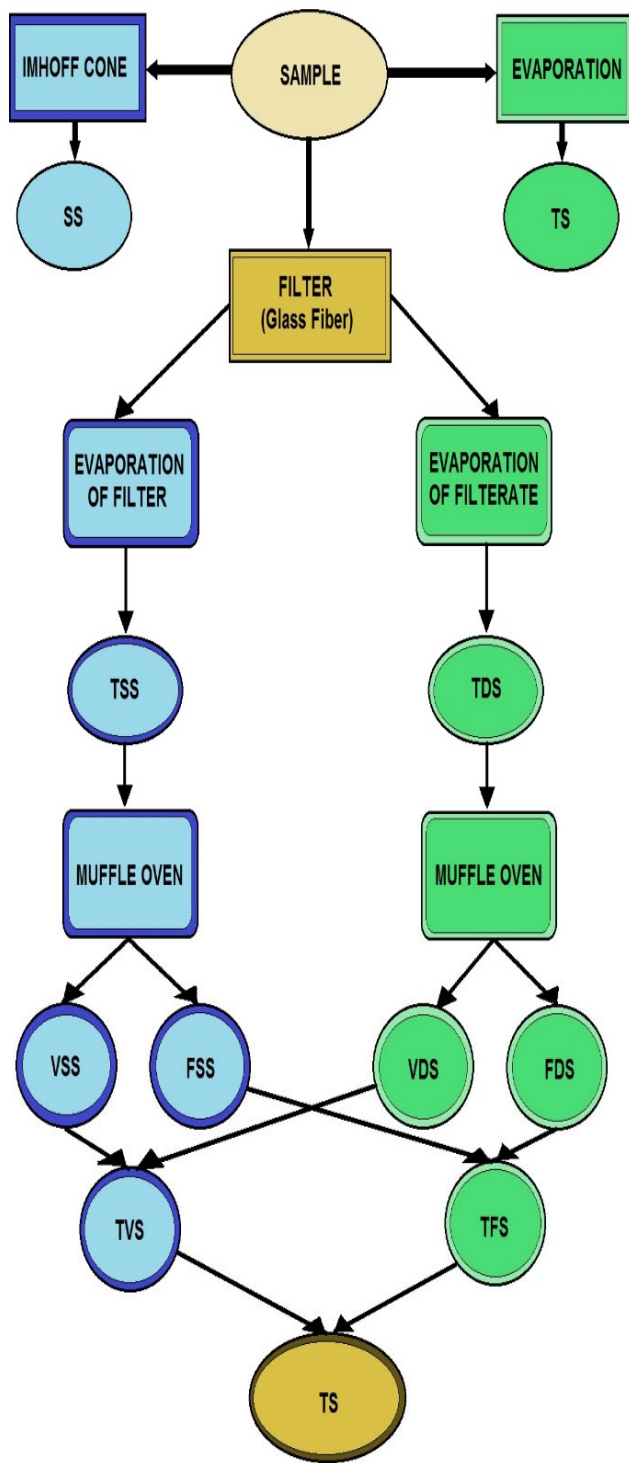 IMHOFF CONE
SAMPLE
EVAPORATION
SS
TS
FILTER
(Glass Fiber)
EVAPORATION
OF FILTER
EVAPORATION
OF FILTERATE
TSS
TDS
MUFFLE OVEN
MUFFLE OVEN
VSS
FSS
VDS
FDS
TVS
TFS
TS